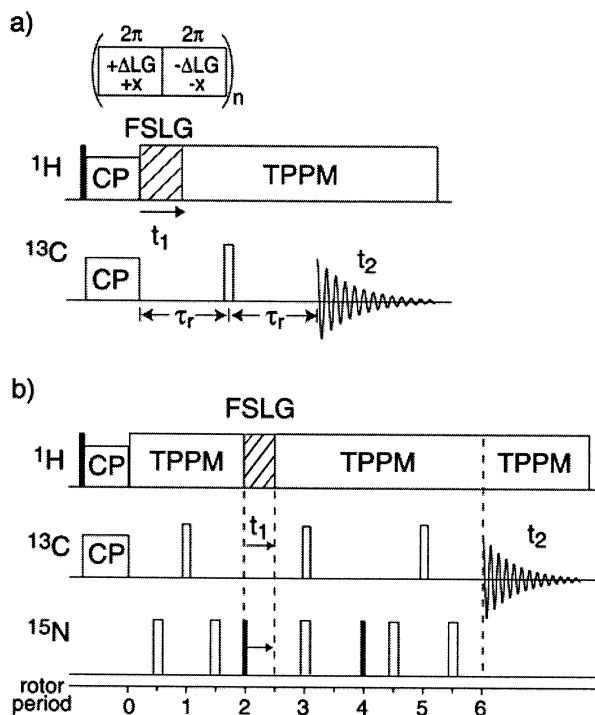 a)
2π 2π
+ΔLG -ΔLG
+x -x
n
FSLG
¹H CP TPPM
t₁
¹³C CP t₂
τᵣ τᵣ
b)
FSLG
¹H CP TPPM TPPM TPPM
¹³C CP t₁ t₂
¹⁵N
rotor
period 0 1 2 3 4 5 6